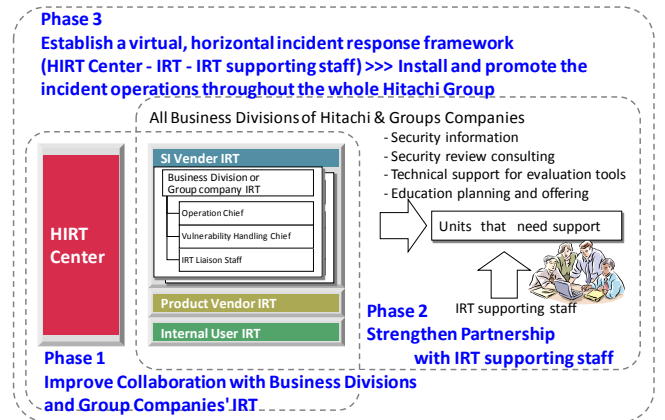 Phase 3
Establish a virtual, horizontal incident response framework
(HIRT Center - IRT - IRT supporting staff) >>> Install and promote the
incident operations throughout the whole Hitachi Group
All Business Divisions of Hitachi & Groups Companies
- Security information
- Security review consulting
- Technical support for evaluation tools
- Education planning and offering
SI Vender IRT
Business Division or
Group company IRT
Operation Chief
Vulnerability Handling Chief
IRT Liaison Staff
HIRT
Center
Units that need support
Product Vendor IRT
Internal User IRT
IRT supporting staff
Phase 2
Strengthen Partnership
with IRT supporting staff
Phase 1
Improve Collaboration with Business Divisions
and Group Companies' IRT